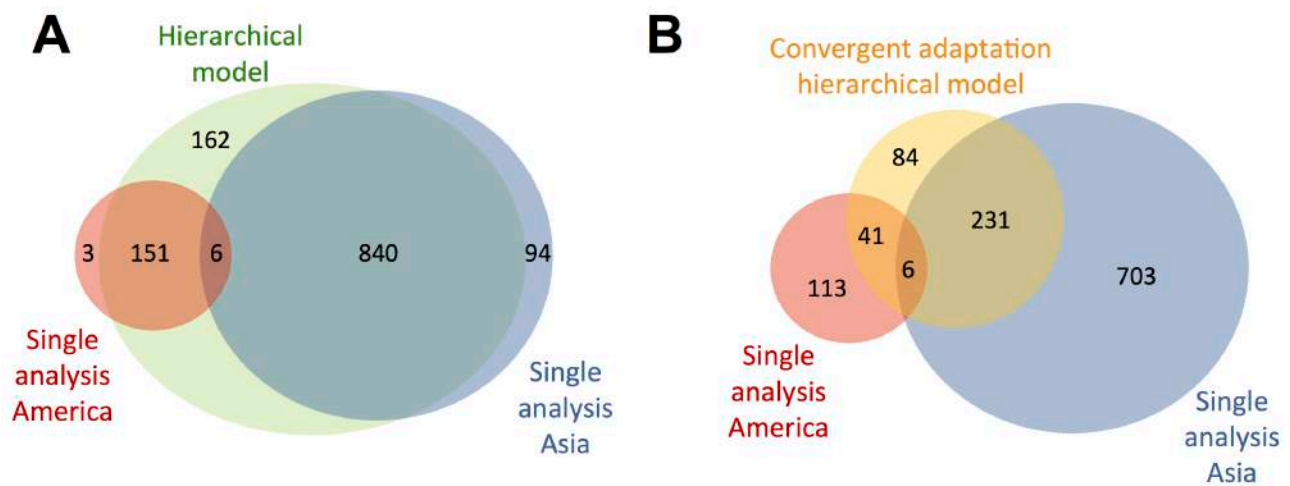 A
Hierarchical
model
162
3
151
6
840
94
Single
analysis
America
Single
analysis
Asia
B
Convergent adaptation
hierarchical model
84
41
231
6
113
703
Single
analysis
America
Single
analysis
Asia